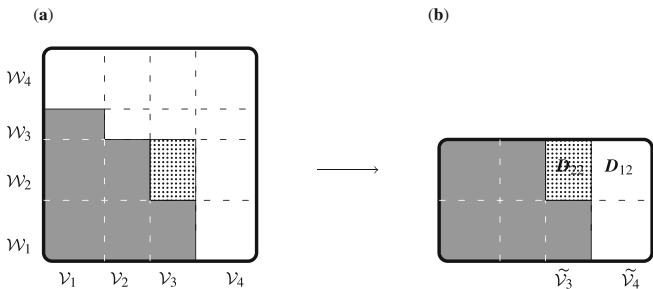 (a)
(b)
𝒲₄
𝒲₃
𝒲₂
𝒲₁
𝒱₁ 𝒱₂ 𝒱₃ 𝒱₄
D₂₂ D₁₂
𝒱̃₃ 𝒱̃₄